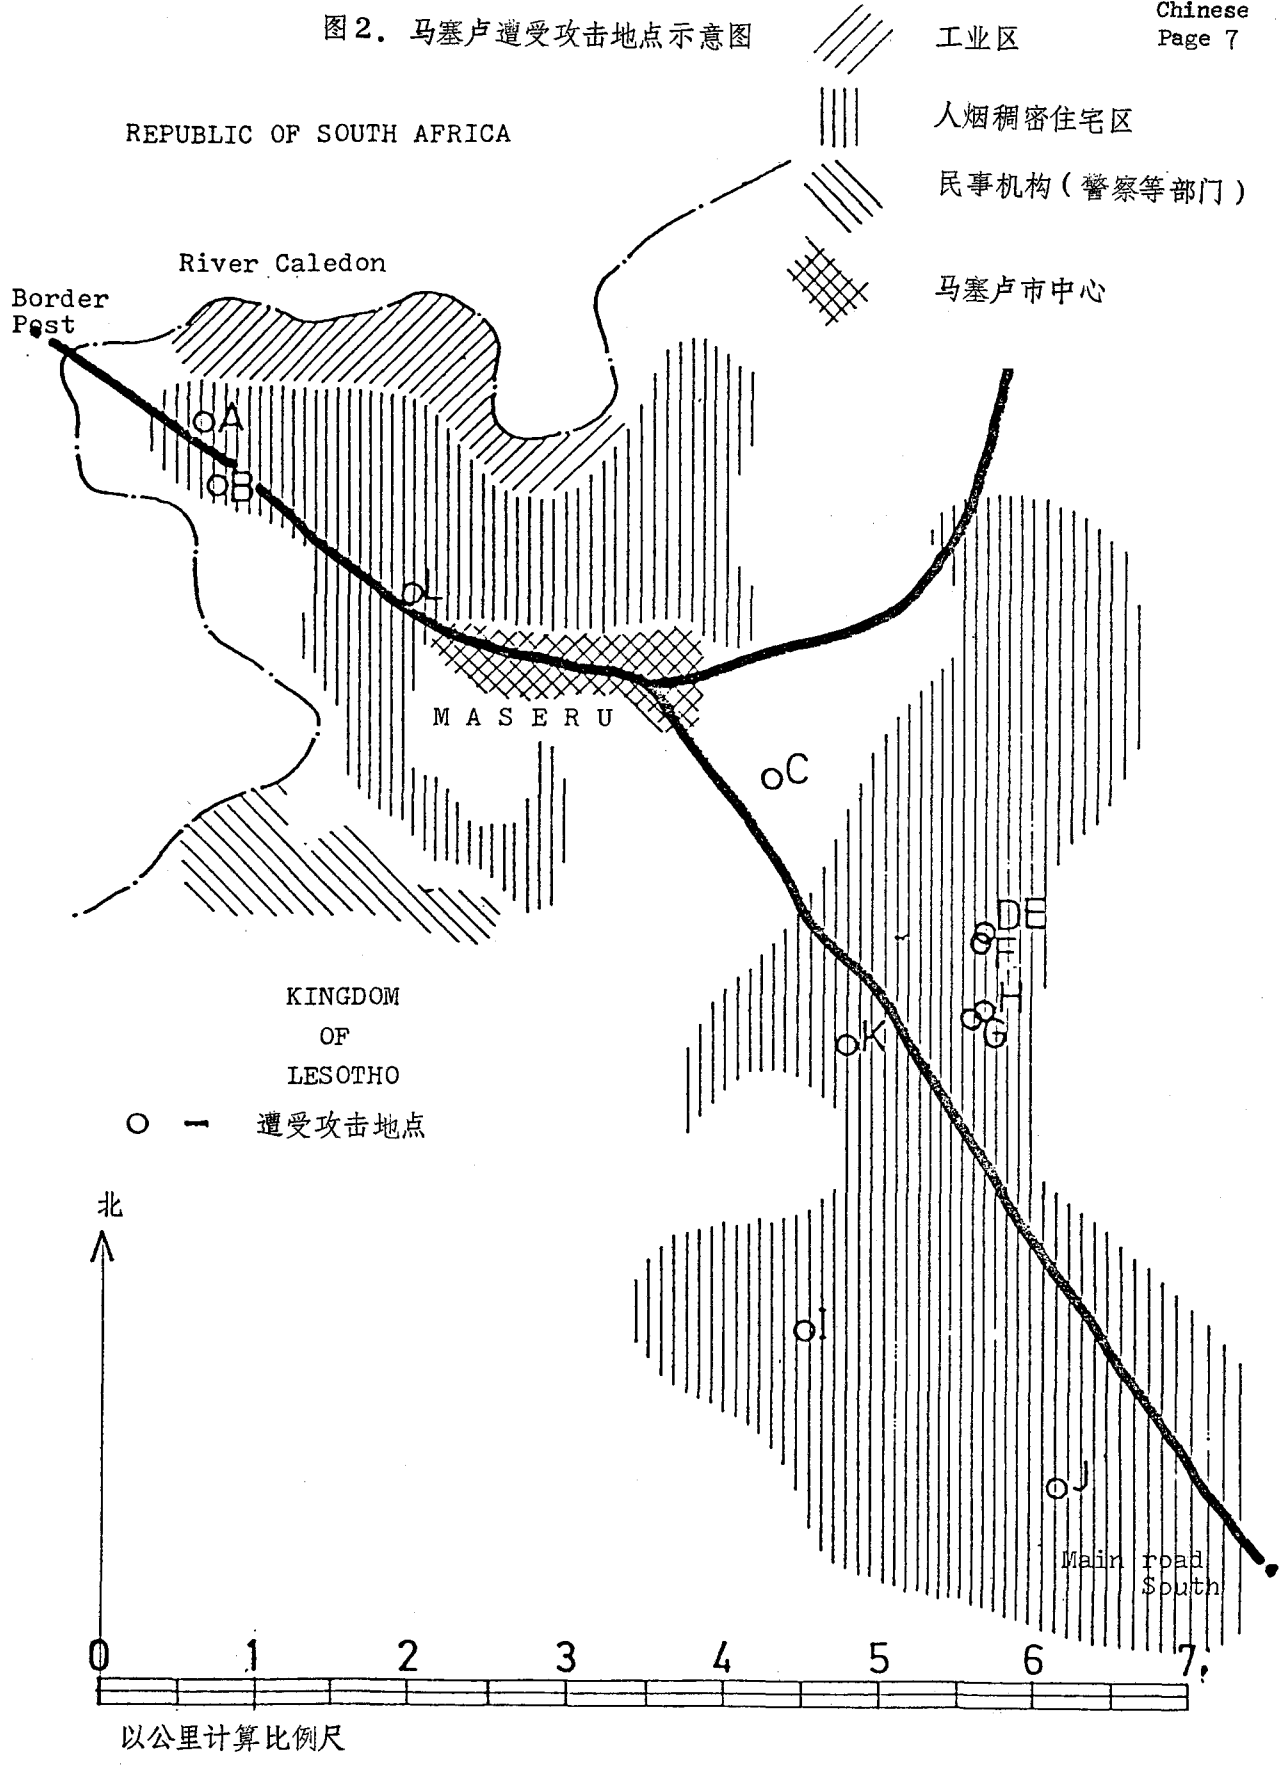 Chinese
Page 7
图2. 马塞卢遭受攻击地点示意图
工业区
人烟稠密住宅区
民事机构(警察等部门)
马塞卢市中心
REPUBLIC OF SOUTH AFRICA
River Caledon
Border
Post
A
B
L
MASERU
C
DE
F
H
G
K
KINGDOM
OF
LESOTHO
○ — 遭受攻击地点
北
I
J
Main road
South
0 1 2 3 4 5 6 7
以公里计算比例尺